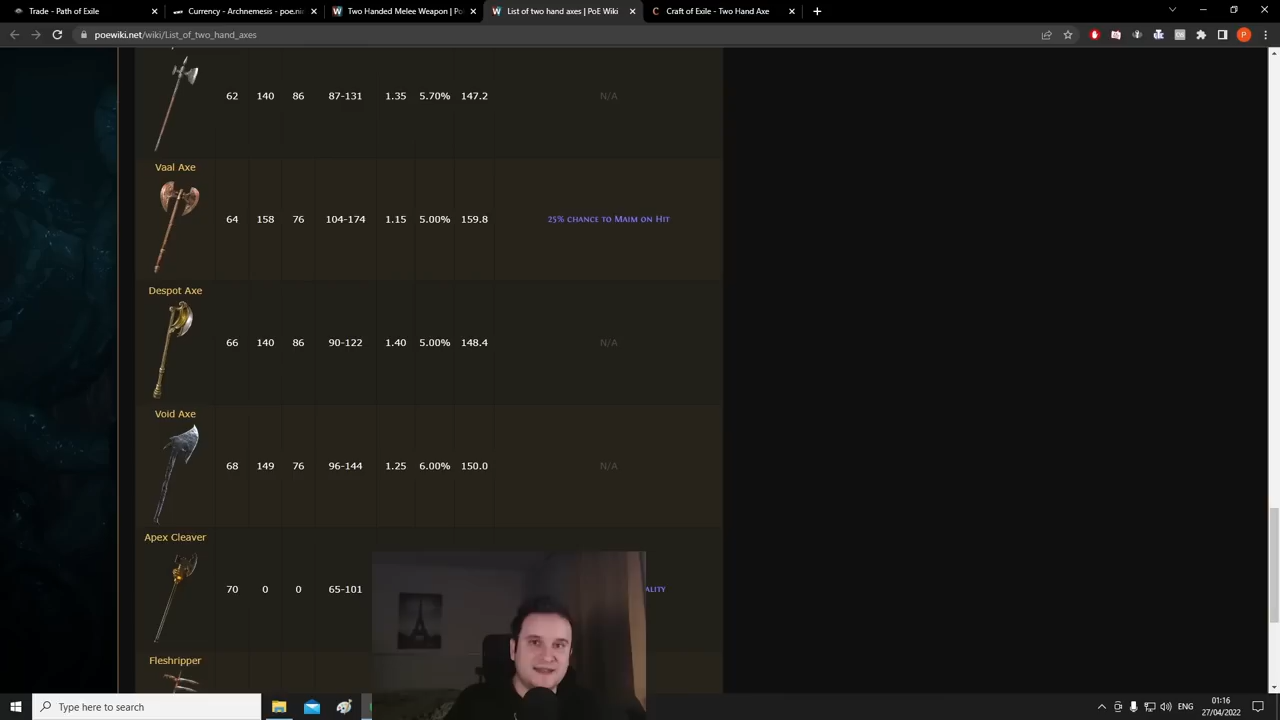 Trade - Path of Exile
Currency - Archnemesis - poe.nin
Two Handed Melee Weapon | Po
List of two hand axes | PoE Wiki
Craft of Exile - Two Hand Axe
poewiki.net/wiki/List_of_two_hand_axes
P
62 140 86 87-131 1.35 5.70% 147.2 N/A
Vaal Axe
64 158 76 104-174 1.15 5.00% 159.8 25% chance to Maim on Hit
Despot Axe
66 140 86 90-122 1.40 5.00% 148.4 N/A
Void Axe
68 149 76 96-144 1.25 6.00% 150.0 N/A
Apex Cleaver
70 0 0 65-101 ality
Fleshripper
Type here to search
ENG
01:16
27/04/2022